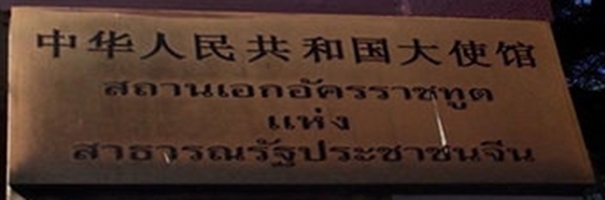 中华人民共和国大使馆
สถานเอกอัครราชทูต
แห่ง
สาธารณรัฐประชาชนจีน